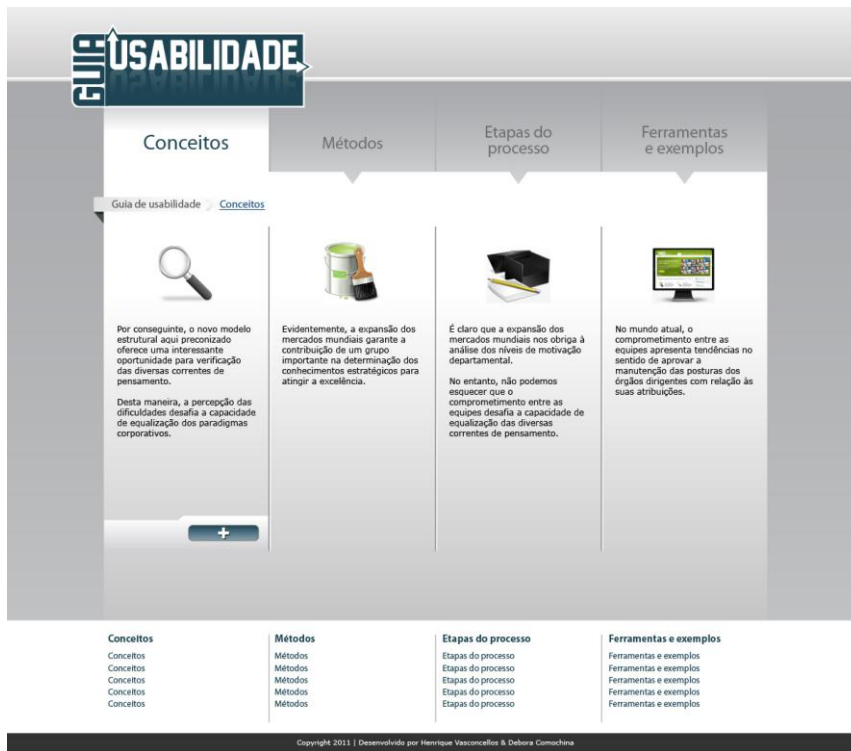 GUIA
USABILIDADE
Conceitos
Métodos
Etapas do
processo
Ferramentas
e exemplos
Guia de usabilidade
Conceitos
Por conseguinte, o novo modelo
estrutural aqui preconizado
oferece uma interessante
oportunidade para verificação
das diversas correntes de
pensamento.
Desta maneira, a percepção das
dificuldades desafia a capacidade
de equalização dos paradigmas
corporativos.
+
Evidentemente, a expansão dos
mercados mundiais garante a
contribuição de um grupo
importante na determinação dos
conhecimentos estratégicos para
atingir a excelência.
É claro que a expansão dos
mercados mundiais nos obriga à
análise dos níveis de motivação
departamental.
No entanto, não podemos
esquecer que o
comprometimento entre as
equipes desafia a capacidade de
equalização das diversas
correntes de pensamento.
No mundo atual, o
comprometimento entre as
equipes apresenta tendências no
sentido de aprovar a
manutenção das posturas dos
órgãos dirigentes com relação às
suas atribuições.
Conceitos
Conceitos
Conceitos
Conceitos
Conceitos
Conceitos
Métodos
Métodos
Métodos
Métodos
Métodos
Métodos
Etapas do processo
Etapas do processo
Etapas do processo
Etapas do processo
Etapas do processo
Etapas do processo
Ferramentas e exemplos
Ferramentas e exemplos
Ferramentas e exemplos
Ferramentas e exemplos
Ferramentas e exemplos
Ferramentas e exemplos
Copyright 2011 | Desenvolvido por Henrique Vasconcellos & Debora Comochina